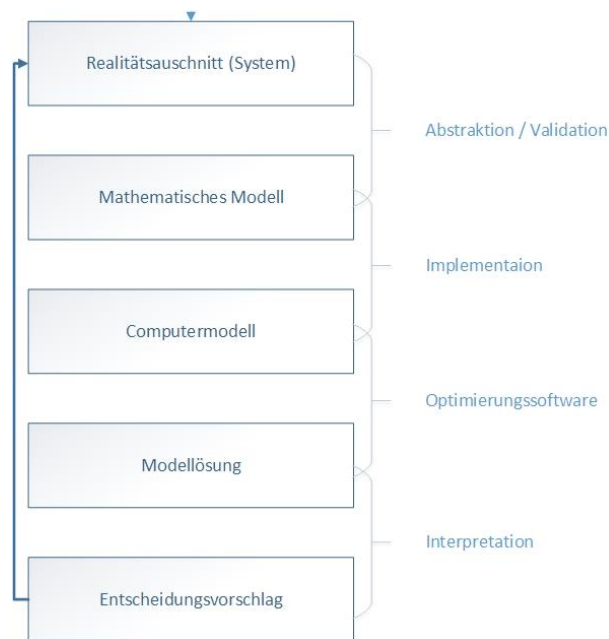 Realitätsauschnitt (System)
Abstraktion / Validation
Mathematisches Modell
Implementaion
Computermodell
Optimierungssoftware
Modellösung
Interpretation
Entscheidungsvorschlag